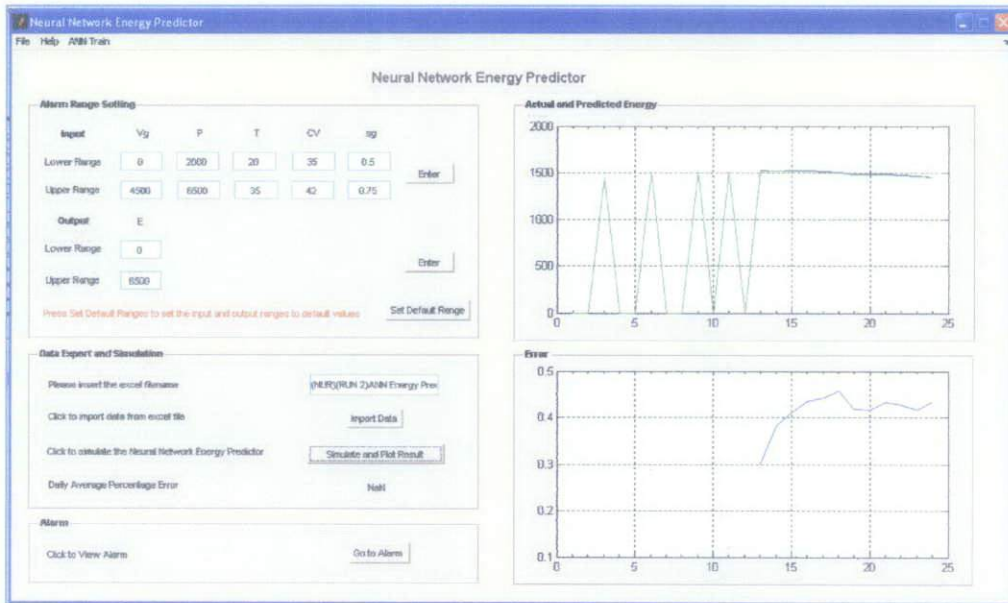 Neural Network Energy Predictor
File Help ANN Train
Neural Network Energy Predictor
Alarm Range Setting
Input Vg P T CV sg
Lower Range 0 2000 20 35 0.5
Enter
Upper Range 4500 6500 35 42 0.75
Output E
Lower Range 0
Enter
Upper Range 6500
Press Set Default Ranges to set the input and output ranges to default values
Set Default Range
Data Export and Simulation
Please insert the excel filename (NUR)(RUN 2)ANN Energy Pre
Click to import data from excel file Import Data
Click to simulate the Neural Network Energy Predictor Simulate and Plot Result
Daily Average Percentage Error NaN
Alarm
Click to View Alarm Go to Alarm
Actual and Predicted Energy
2000
1500
1000
500
0
0 5 10 15 20 25
Error
0.5
0.4
0.3
0.2
0.1
0 5 10 15 20 25